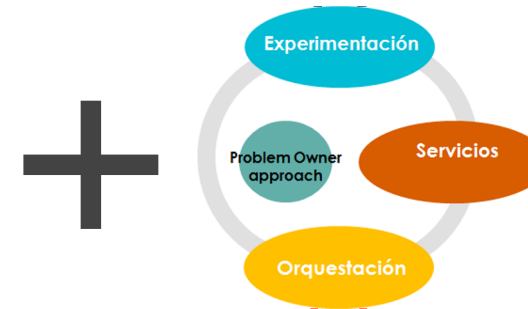 Experimentación
Problem Owner
approach
Servicios
Orquestación